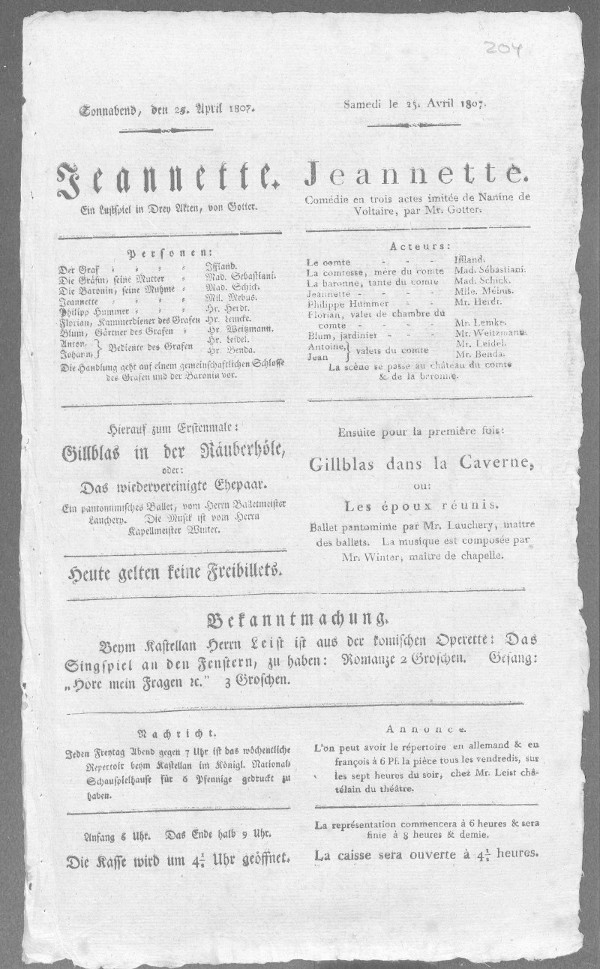 204
Sonnabend, den 25. April 1807.
Jeannette.
Ein Lustspiel in Drey Akten, von Gotter.
Personen:
Der Graf , , , Iffland.
Die Gräfin, seine Mutter , Mad. Sebastiani.
Die Baronin, seine Muhme , Mad. Schick.
Jeannette , , , Mll. Mebus.
Philipp Hummer , , , Hr. Herdt.
Florian, Kammerdiener des Grafen Hr. Lemcke.
Blum, Gärtner des Grafen , Hr. Weitzmann.
Anton, } Bediente des Grafen Hr. Leidel.
Johann, Hr. Benda.
Die Handlung geht auf einem gemeinschaftlichen Schlosse
des Grafen und der Baronin vor.
Hierauf zum Erstenmale:
Gillblas in der Räuberhöle,
oder:
Das wiedervereinigte Ehepaar.
Ein pantomimisches Ballet, vom Herrn Balletmeister
Lauchery. Die Musik ist vom Herrn
Kapellmeister Winter.
Heute gelten keine Freibillets.
Samedi le 25. Avril 1807.
Jeannette.
Comédie en trois actes imitée de Nanine de
Voltaire, par Mr. Gotter.
Acteurs:
Le comte - - - Iffland.
La comtesse, mère du comte Mad. Sébastiani.
La baronne, tante du comte Mad. Schick.
Jeannette - - - Mlle. Mébus.
Philippe Hummer - - Mr. Herdt.
Florian, valet de chambre du
comte - - - Mr. Lemke.
Blum, jardinier - - Mr. Weitzmann.
Antoine, } valets du comte Mr. Leidel.
Jean Mr. Benda.
La scène se passe au château du comte
& de la baronne.
Ensuite pour la première fois:
Gillblas dans la Caverne,
ou:
Les époux réunis.
Ballet pantomime par Mr. Lauchery, maitre
des ballets. La musique est composée par
Mr. Winter, maître de chapelle.
Bekanntmachung.
Beym Kastellan Herrn Leist ist aus der komischen Operette: Das
Singspiel an den Fenstern, zu haben: Romanze 2 Groschen. Gesang:
„Hore mein Fragen ꝛc.“ 3 Groschen.
Nachricht.
Jeden Freytag Abend gegen 7 Uhr ist das wöchentliche
Repertoir beym Kastellan im Königl. National-
Schauspielhause für 6 Pfennige gedruckt zu
haben.
Anfang 6 Uhr. Das Ende halb 9 Uhr.
Die Kasse wird um 4¼ Uhr geöffnet.
Annonce.
L'on peut avoir le répertoire en allemand & en
français à 6 Pf. la pièce tous les vendredis, sur
les sept heures du soir, chez Mr. Leist châ-
télain du théâtre.
La représentation commencera à 6 heures & sera
finie à 8 heures & demie.
La caisse sera ouverte à 4¼ heures.